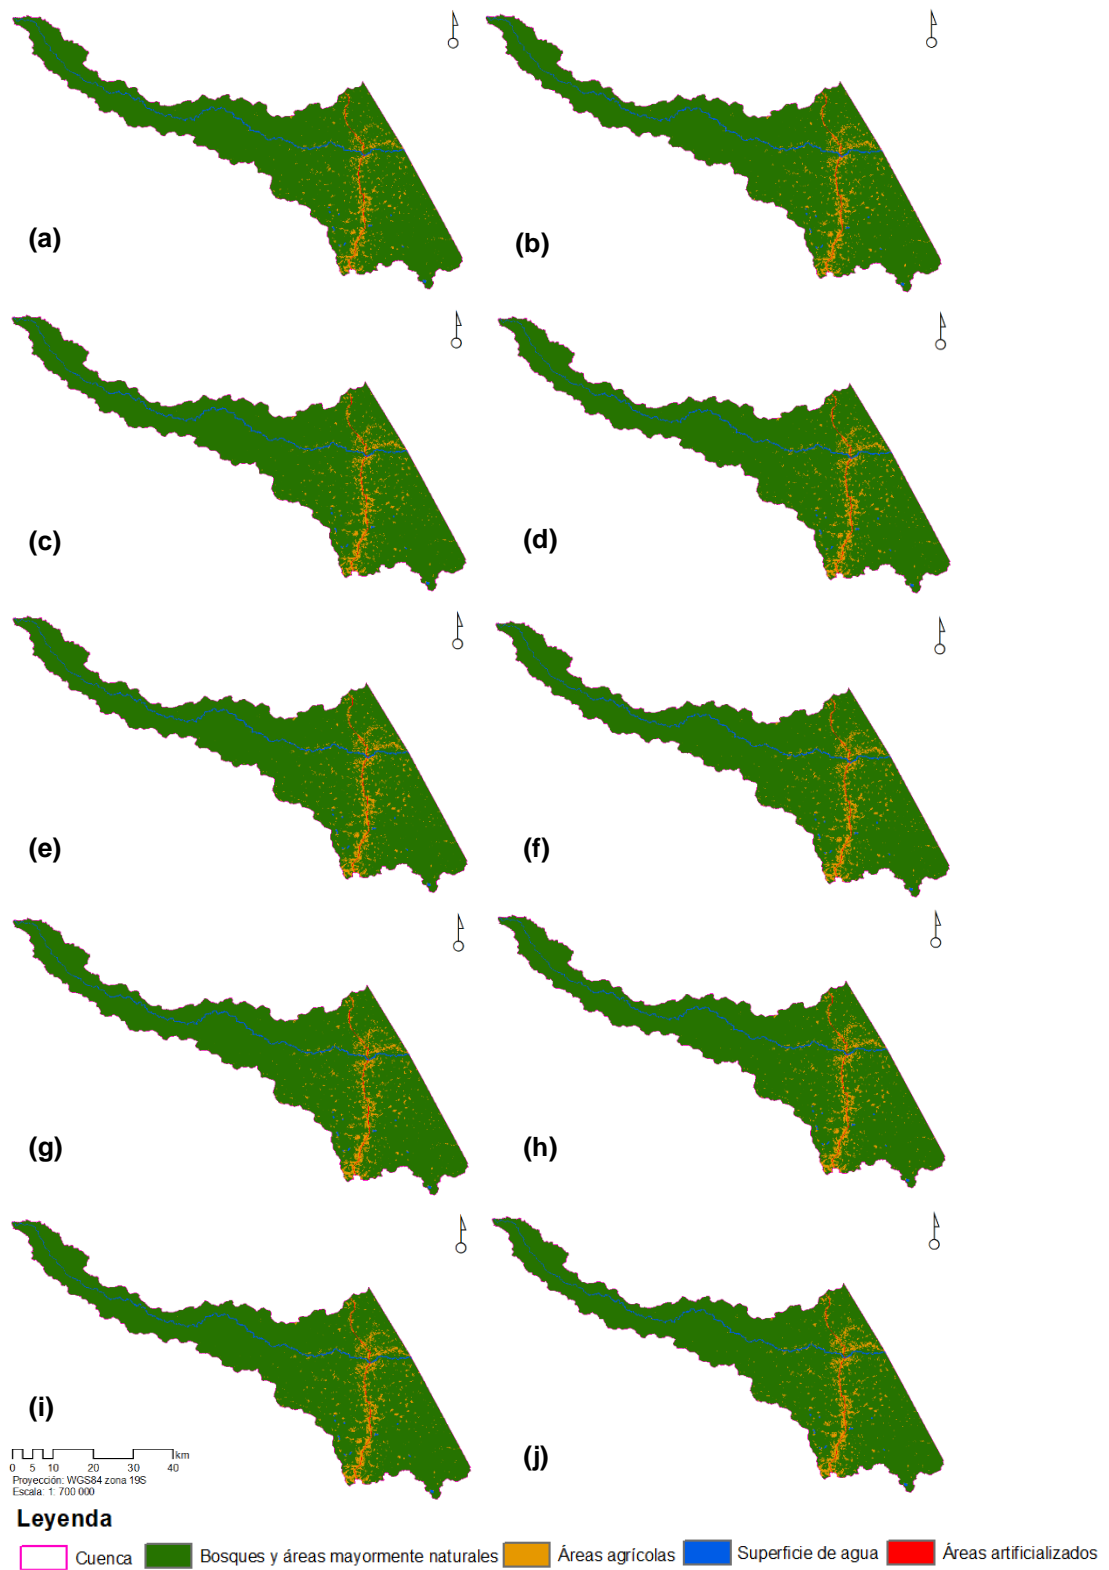 (a)
(b)
(c)
(d)
(e)
(f)
(g)
(h)
(i)
(j)
km
0 5 10 20 30 40
Proyección: WGS84 zona 19S
Escala: 1: 700 000
Leyenda
Cuenca
Bosques y áreas mayormente naturales
Áreas agrícolas
Superficie de agua
Áreas artificializados